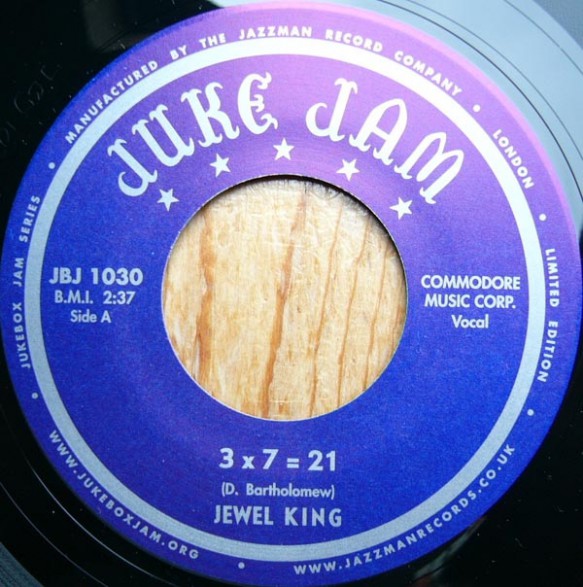 MANUFACTURED BY THE JAZZMAN RECORD COMPANY • LONDON • LIMITED EDITION •
JUKEBOX JAM SERIES •
JUKE JAM
JBJ 1030
B.M.I. 2:37
Side A
COMMODORE
MUSIC CORP.
Vocal
3 x 7 = 21
(D. Bartholomew)
JEWEL KING
WWW.JUKEBOXJAM.ORG • WWW.JAZZMANRECORDS.CO.UK